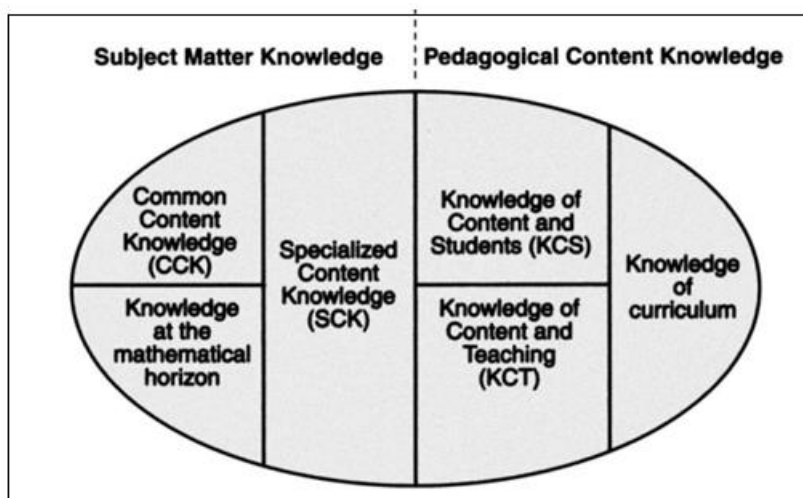 Subject Matter Knowledge
Pedagogical Content Knowledge
Common
Content
Knowledge
(CCK)
Knowledge
at the
mathematical
horizon
Specialized
Content
Knowledge
(SCK)
Knowledge of
Content and
Students (KCS)
Knowledge of
Content and
Teaching
(KCT)
Knowledge
of
curriculum